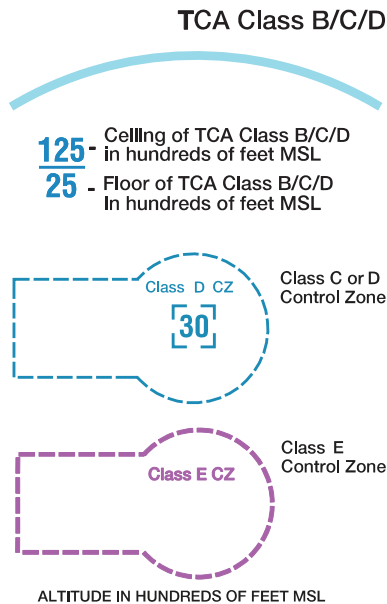 TCA Class B/C/D
125 - Ceiling of TCA Class B/C/D
in hundreds of feet MSL
25 - Floor of TCA Class B/C/D
In hundreds of feet MSL
Class D CZ
30
Class C or D
Control Zone
Class E CZ
Class E
Control Zone
ALTITUDE IN HUNDREDS OF FEET MSL